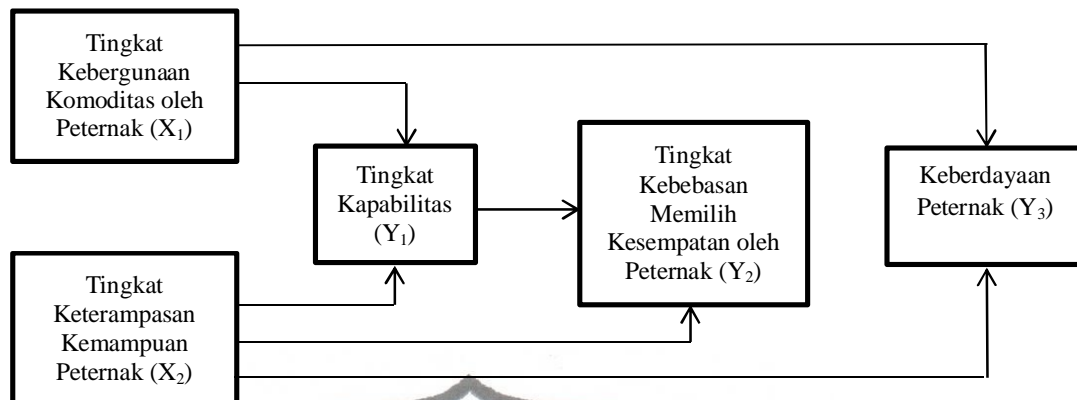 Tingkat
Kebergunaan
Komoditas oleh
Peternak (X₁)
Tingkat
Kapabilitas
(Y₁)
Tingkat
Kebebasan
Memilih
Kesempatan oleh
Peternak (Y₂)
Keberdayaan
Peternak (Y₃)
Tingkat
Keterampasan
Kemampuan
Peternak (X₂)